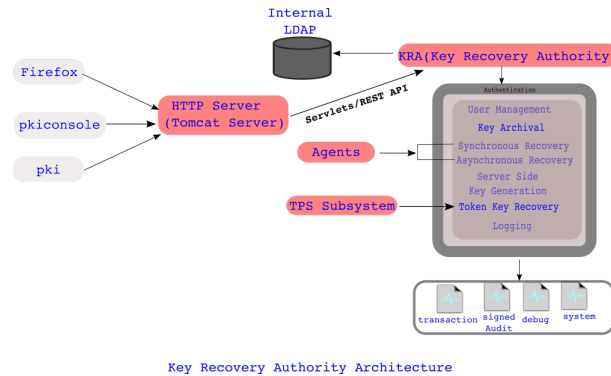 Internal
LDAP
KRA(Key Recovery Authority
Firefox
pkiconsole
pki
HTTP Server
(Tomcat Server)
Servlets/REST API
Authentication
User Management
Key Archival
Synchronous Recovery
Asynchronous Recovery
Server Side
Key Generation
Token Key Recovery
Logging
Agents
TPS Subsystem
transaction
signed
Audit
debug
system
Key Recovery Authority Architecture